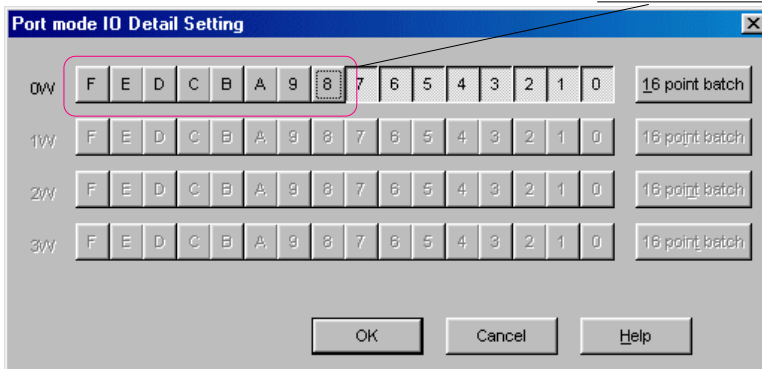 Port mode IO Detail Setting
0W F E D C B A 9 8 7 6 5 4 3 2 1 0 16 point batch
1W F E D C B A 9 8 7 6 5 4 3 2 1 0 16 point batch
2W F E D C B A 9 8 7 6 5 4 3 2 1 0 16 point batch
3W F E D C B A 9 8 7 6 5 4 3 2 1 0 16 point batch
OK Cancel Help